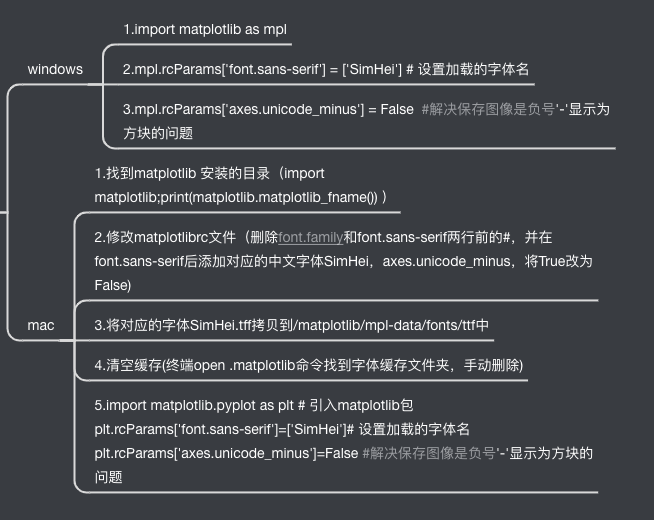 windows
1.import matplotlib as mpl
2.mpl.rcParams['font.sans-serif'] = ['SimHei'] # 设置加载的字体名
3.mpl.rcParams['axes.unicode_minus'] = False  #解决保存图像是负号'-'显示为
方块的问题
mac
1.找到matplotlib 安装的目录（import
matplotlib;print(matplotlib.matplotlib_fname()) ）
2.修改matplotlibrc文件（删除font.family和font.sans-serif两行前的#，并在
font.sans-serif后添加对应的中文字体SimHei，axes.unicode_minus，将True改为
False)
3.将对应的字体SimHei.tff拷贝到/matplotlib/mpl-data/fonts/ttf中
4.清空缓存(终端open .matplotlib命令找到字体缓存文件夹，手动删除)
5.import matplotlib.pyplot as plt # 引入matplotlib包
plt.rcParams['font.sans-serif']=['SimHei']# 设置加载的字体名
plt.rcParams['axes.unicode_minus']=False #解决保存图像是负号'-'显示为方块的
问题